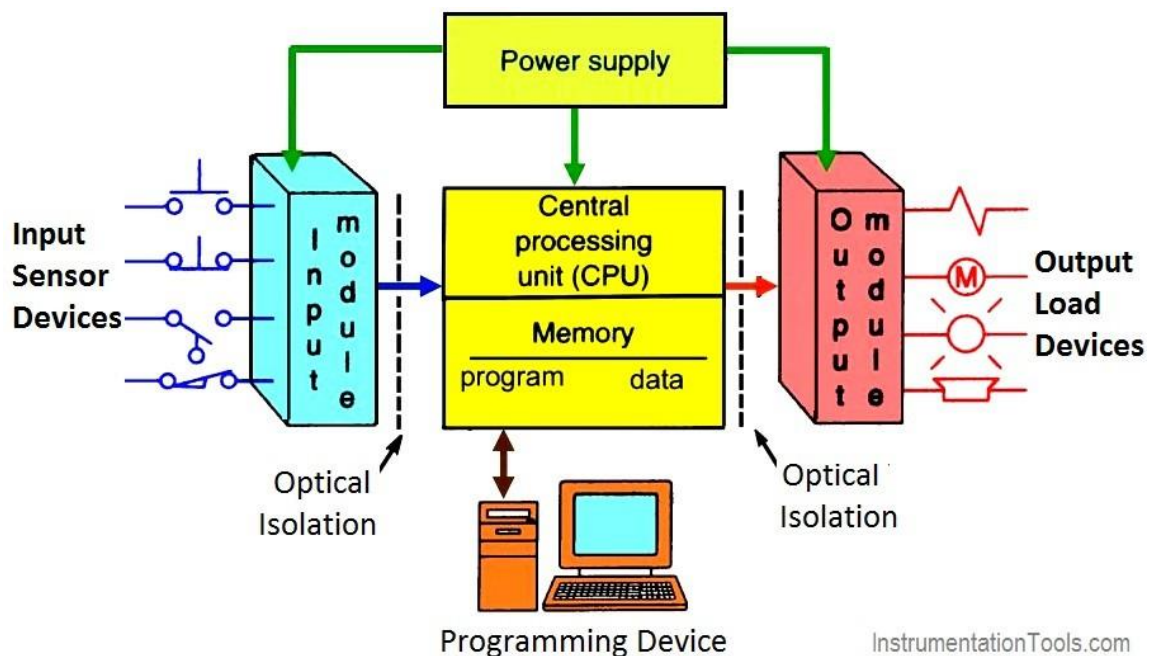 Power supply
Input
Sensor
Devices
Input
module
Central
processing
unit (CPU)
Memory
program data
Output
module
M
Output
Load
Devices
Optical
Isolation
Optical
Isolation
Programming Device
InstrumentationTools.com